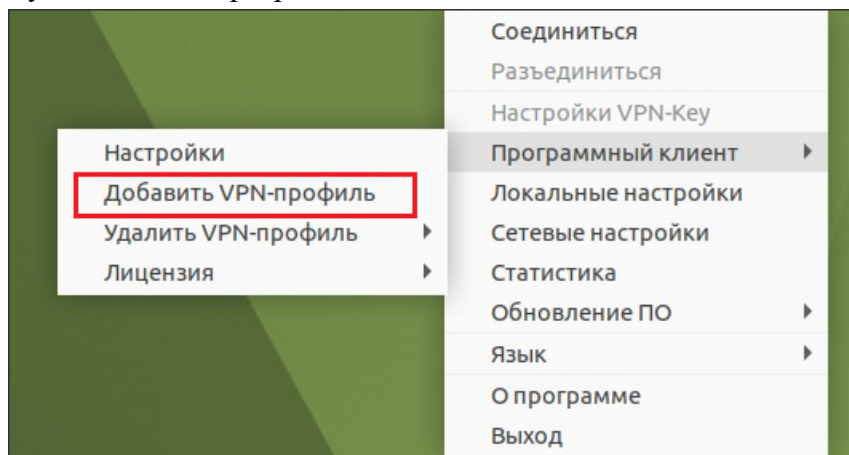 Соединиться
Разъединиться
Настройки VPN-Key
Программный клиент
Локальные настройки
Сетевые настройки
Статистика
Обновление ПО
Язык
О программе
Выход
Настройки
Добавить VPN-профиль
Удалить VPN-профиль
Лицензия